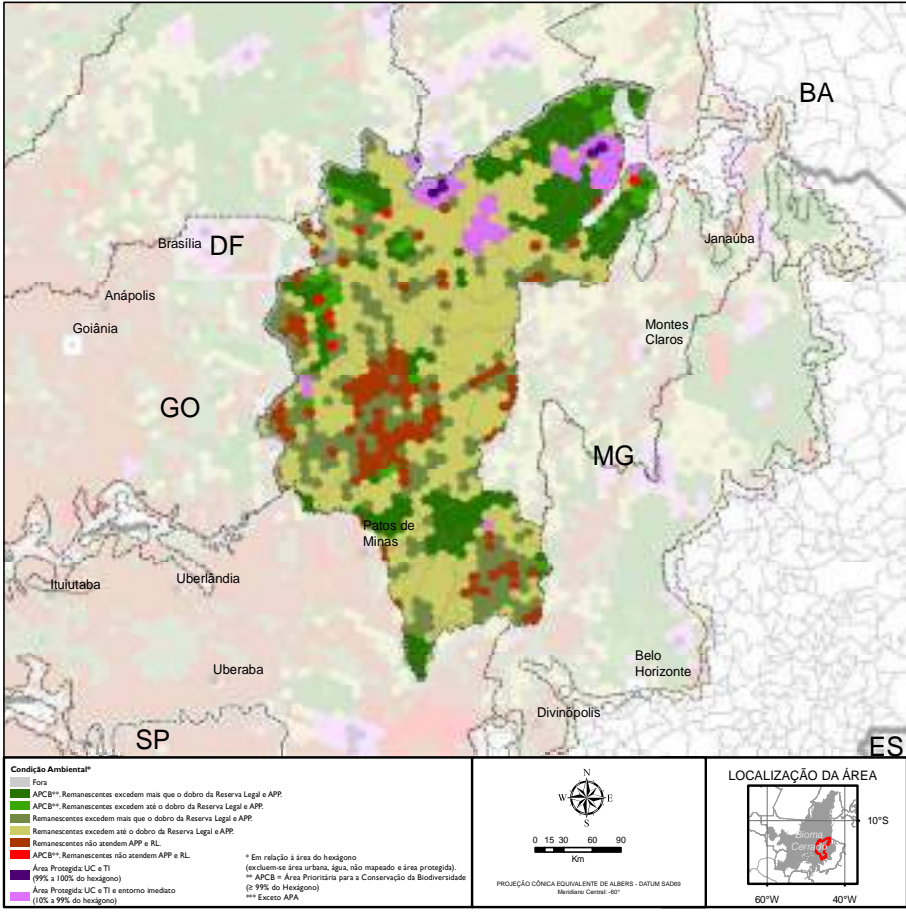 BA
Brasília
DF
Janaúba
Anápolis
Goiânia
Montes
Claros
GO
MG
Patos de
Minas
Ituiutaba
Uberlândia
Uberaba
Belo
Horizonte
Divinópolis
SP
ES
Condição Ambiental*
Fora
APCB**. Remanescentes excedem mais que o dobro da Reserva Legal e APP.
APCB**. Remanescentes excedem até o dobro da Reserva Legal e APP.
Remanescentes excedem mais que o dobro da Reserva Legal e APP.
Remanescentes excedem até o dobro da Reserva Legal e APP.
Remanescentes não atendem APP e RL.
APCB**. Remanescentes não atendem APP e RL.
Área Protegida: UC e TI
(99% a 100% do hexágono)
Área Protegida: UC e TI e entorno imediato
(10% a 99% do hexágono)
* Em relação à área do hexágono
(excluem-se área urbana, água, não mapeado e área protegida).
** APCB = Área Prioritária para a Conservação da Biodiversidade
(≥ 99% do Hexágono)
*** Exceto APA
N
W E
S
0 15 30 60 90
Km
PROJEÇÃO CÔNICA EQUIVALENTE DE ALBERS - DATUM SAD69
Meridiano Central: -60°
LOCALIZAÇÃO DA ÁREA
Bioma
Cerrado
10°S
60°W 40°W